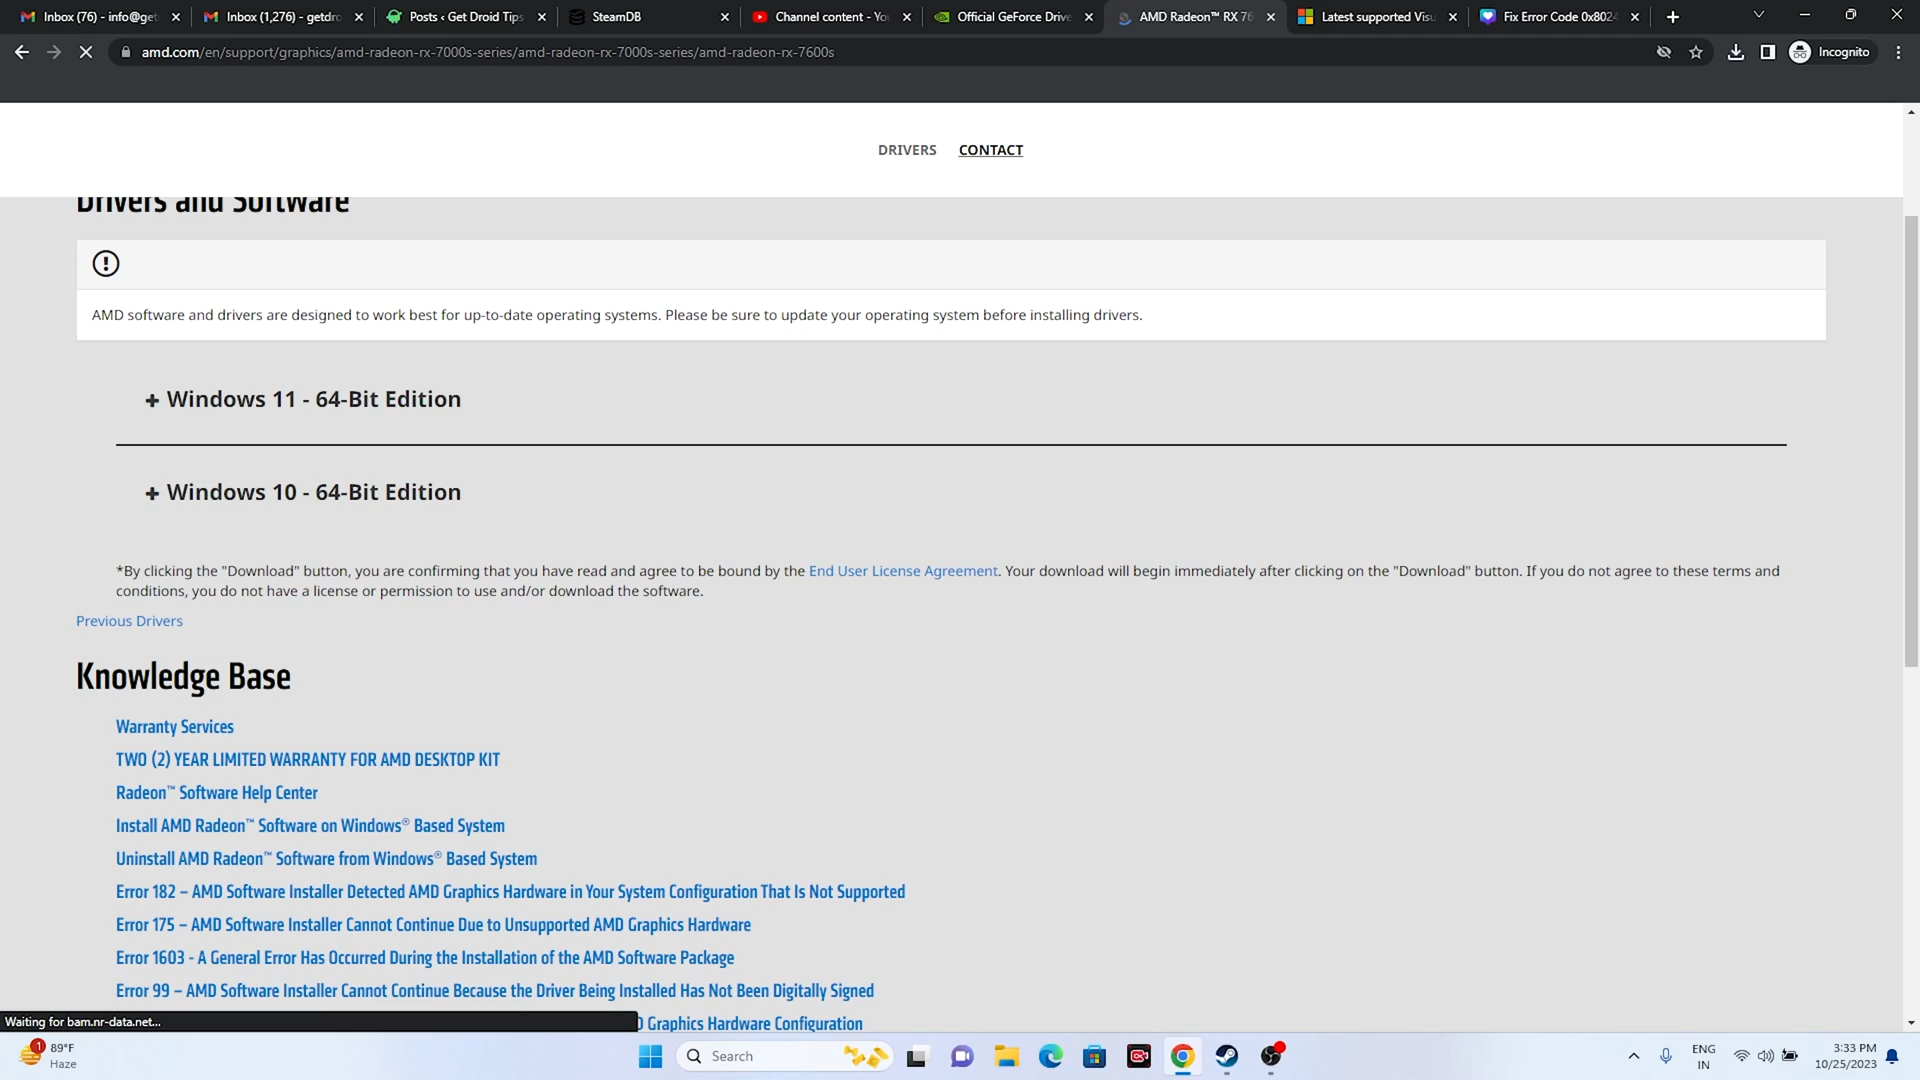 Inbox (76) - info@get
Inbox (1,276) - getdro
Posts ‹ Get Droid Tips
SteamDB
Channel content - Yo
Official GeForce Drive
AMD Radeon™ RX 76
Latest supported Visu
Fix Error Code 0x8024
amd.com/en/support/graphics/amd-radeon-rx-7000s-series/amd-radeon-rx-7000s-series/amd-radeon-rx-7600s
Incognito
DRIVERS CONTACT
Drivers and Software
AMD software and drivers are designed to work best for up-to-date operating systems. Please be sure to update your operating system before installing drivers.
+ Windows 11 - 64-Bit Edition
+ Windows 10 - 64-Bit Edition
*By clicking the "Download" button, you are confirming that you have read and agree to be bound by the End User License Agreement. Your download will begin immediately after clicking on the "Download" button. If you do not agree to these terms and
conditions, you do not have a license or permission to use and/or download the software.
Previous Drivers
Knowledge Base
Warranty Services
TWO (2) YEAR LIMITED WARRANTY FOR AMD DESKTOP KIT
Radeon™ Software Help Center
Install AMD Radeon™ Software on Windows® Based System
Uninstall AMD Radeon™ Software from Windows® Based System
Error 182 – AMD Software Installer Detected AMD Graphics Hardware in Your System Configuration That Is Not Supported
Error 175 – AMD Software Installer Cannot Continue Due to Unsupported AMD Graphics Hardware
Error 1603 - A General Error Has Occurred During the Installation of the AMD Software Package
Error 99 – AMD Software Installer Cannot Continue Because the Driver Being Installed Has Not Been Digitally Signed
Graphics Hardware Configuration
Waiting for bam.nr-data.net...
1
89°F
Haze
Search
ENG
IN
3:33 PM
10/25/2023